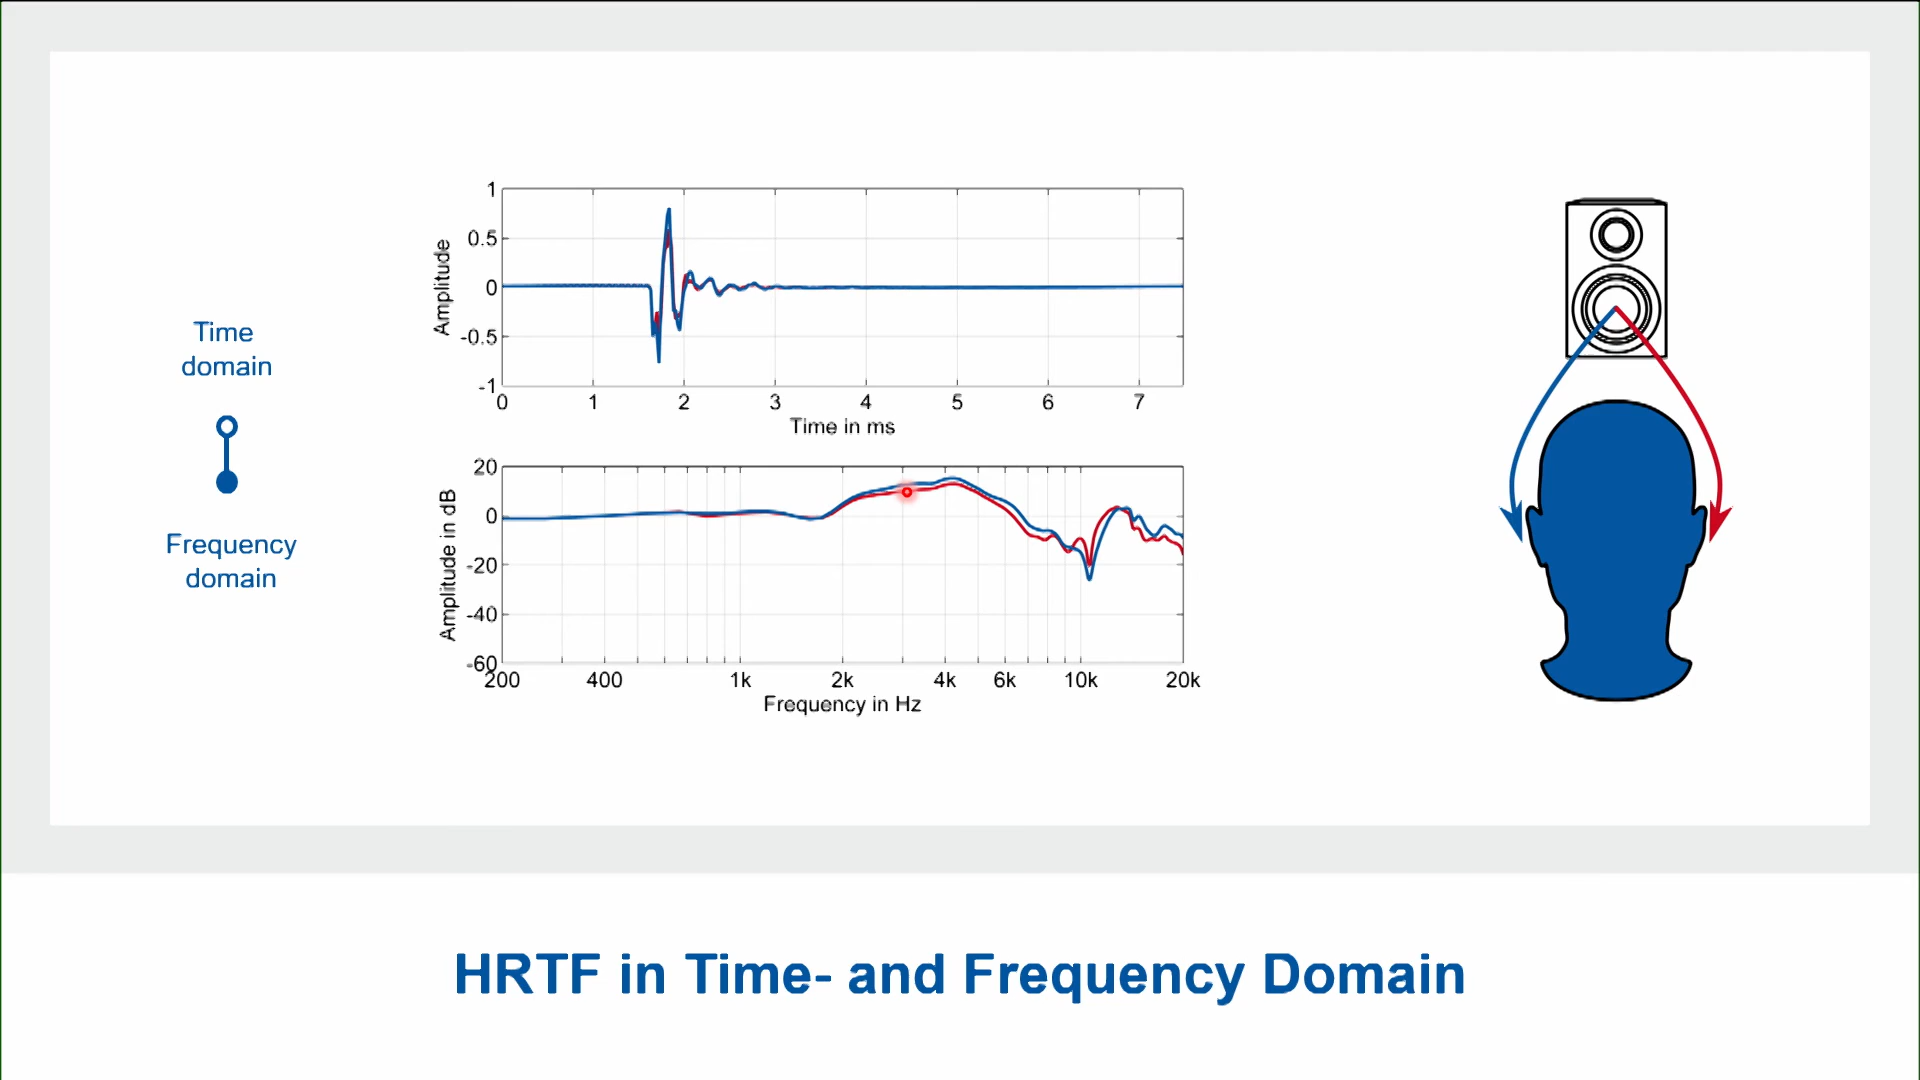 Time
domain
Frequency
domain
1
0.5
0
-0.5
-1
Amplitude
0 1 2 3 4 5 6 7
Time in ms
20
0
-20
-40
-60
Amplitude in dB
200 400 1k 2k 4k 6k 10k 20k
Frequency in Hz
HRTF in Time- and Frequency Domain